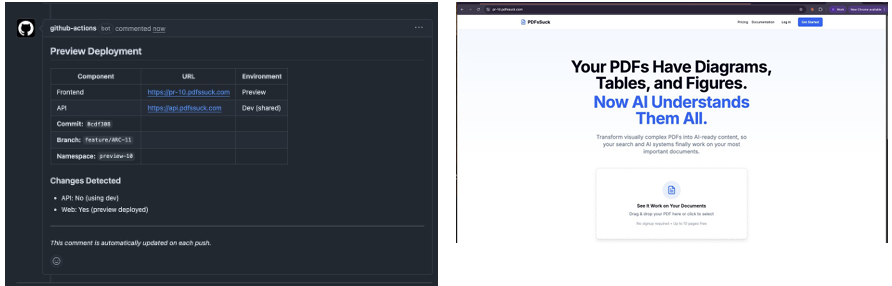 github-actions bot commented now
Preview Deployment
Component URL Environment
Frontend https://pr-10.pdfssuck.com Preview
API https://api.pdfssuck.com Dev (shared)
Commit: 0cdf300
Branch: feature/ARC-11
Namespace: preview-10
Changes Detected
• API: No (using dev)
• Web: Yes (preview deployed)
This comment is automatically updated on each push.
pr-10.pdfssuck.com
PDFsSuck
Pricing Documentation Log in Get Started
Your PDFs Have Diagrams,
Tables, and Figures.
Now AI Understands
Them All.
Transform visually complex PDFs into AI-ready content, so
your search and AI systems finally work on your most
important documents.
See It Work on Your Documents
Drag & drop your PDF here or click to select
No signup required • Up to 10 pages free